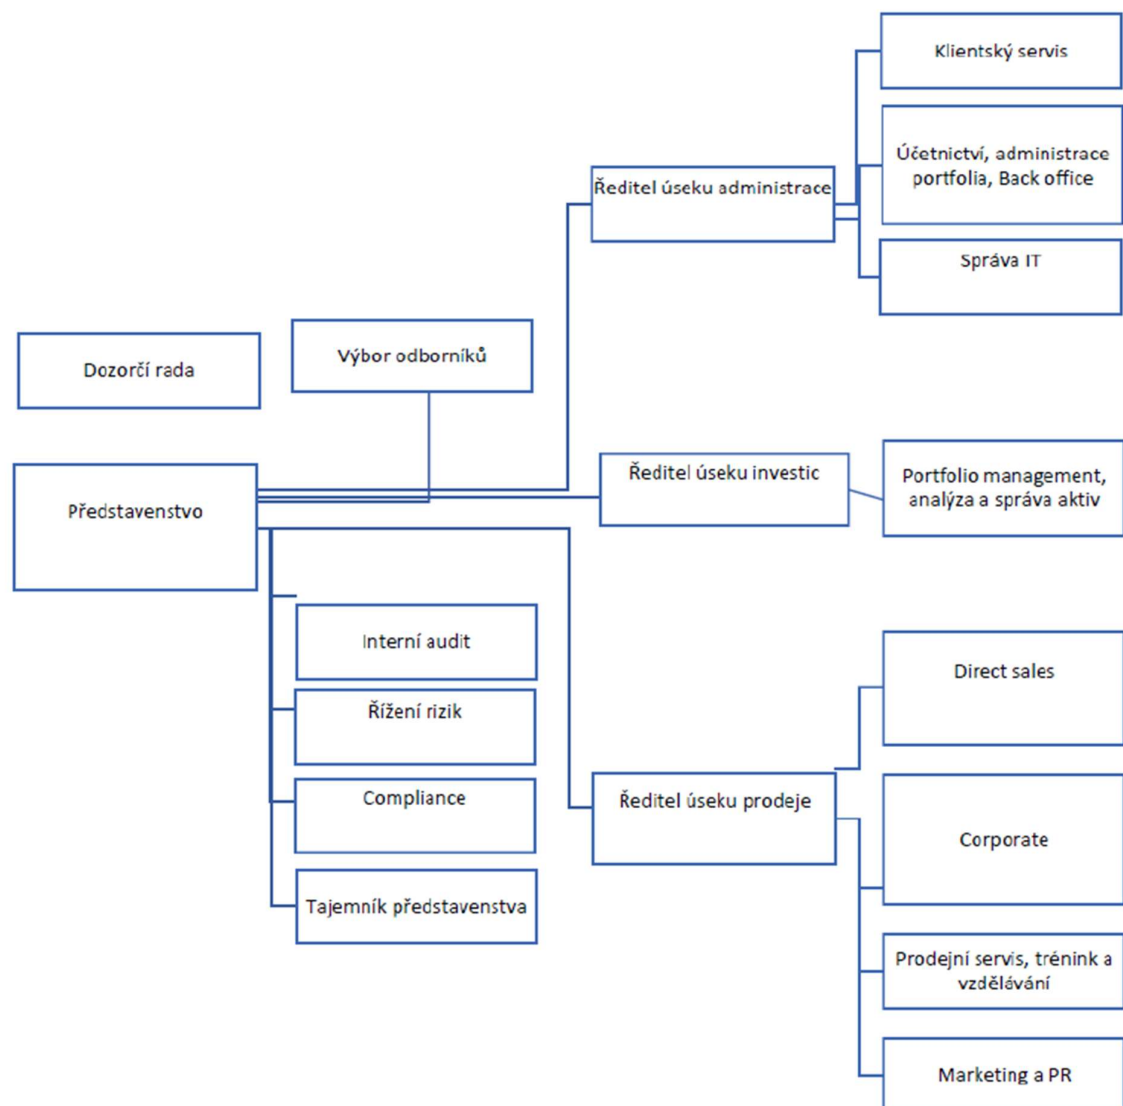 Klientský servis
Účetnictví, administrace
portfolia, Back office
Ředitel úseku administrace
Správa IT
Výbor odborníků
Dozorčí rada
Ředitel úseku investic
Portfolio management,
analýza a správa aktiv
Představenstvo
Interní audit
Direct sales
Řížení rizik
Compliance
Ředitel úseku prodeje
Corporate
Tajemník představenstva
Prodejní servis, trénink a
vzdělávání
Marketing a PR